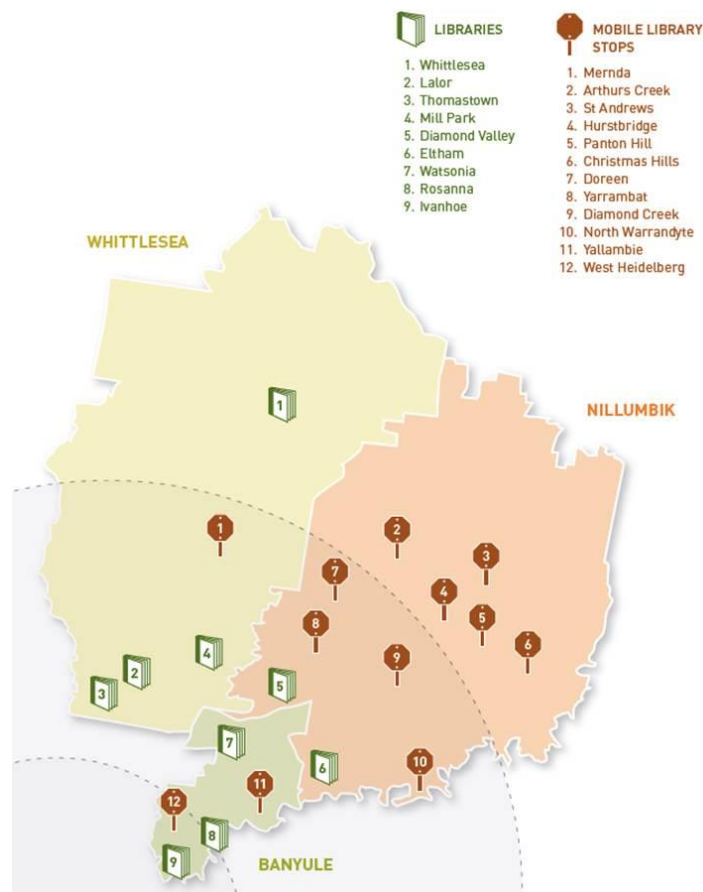 LIBRARIES
1. Whittlesea
2. Lalor
3. Thomastown
4. Mill Park
5. Diamond Valley
6. Eltham
7. Watsonia
8. Rosanna
9. Ivanhoe
MOBILE LIBRARY
STOPS
1. Mernda
2. Arthurs Creek
3. St Andrews
4. Hurstbridge
5. Panton Hill
6. Christmas Hills
7. Doreen
8. Yarrambat
9. Diamond Creek
10. North Warrandyte
11. Yallambie
12. West Heidelberg
WHITTLESEA
NILLUMBIK
1
1
2
3
7
4
5
8
6
4
9
2
5
3
7
6
10
11
12
8
9
BANYULE